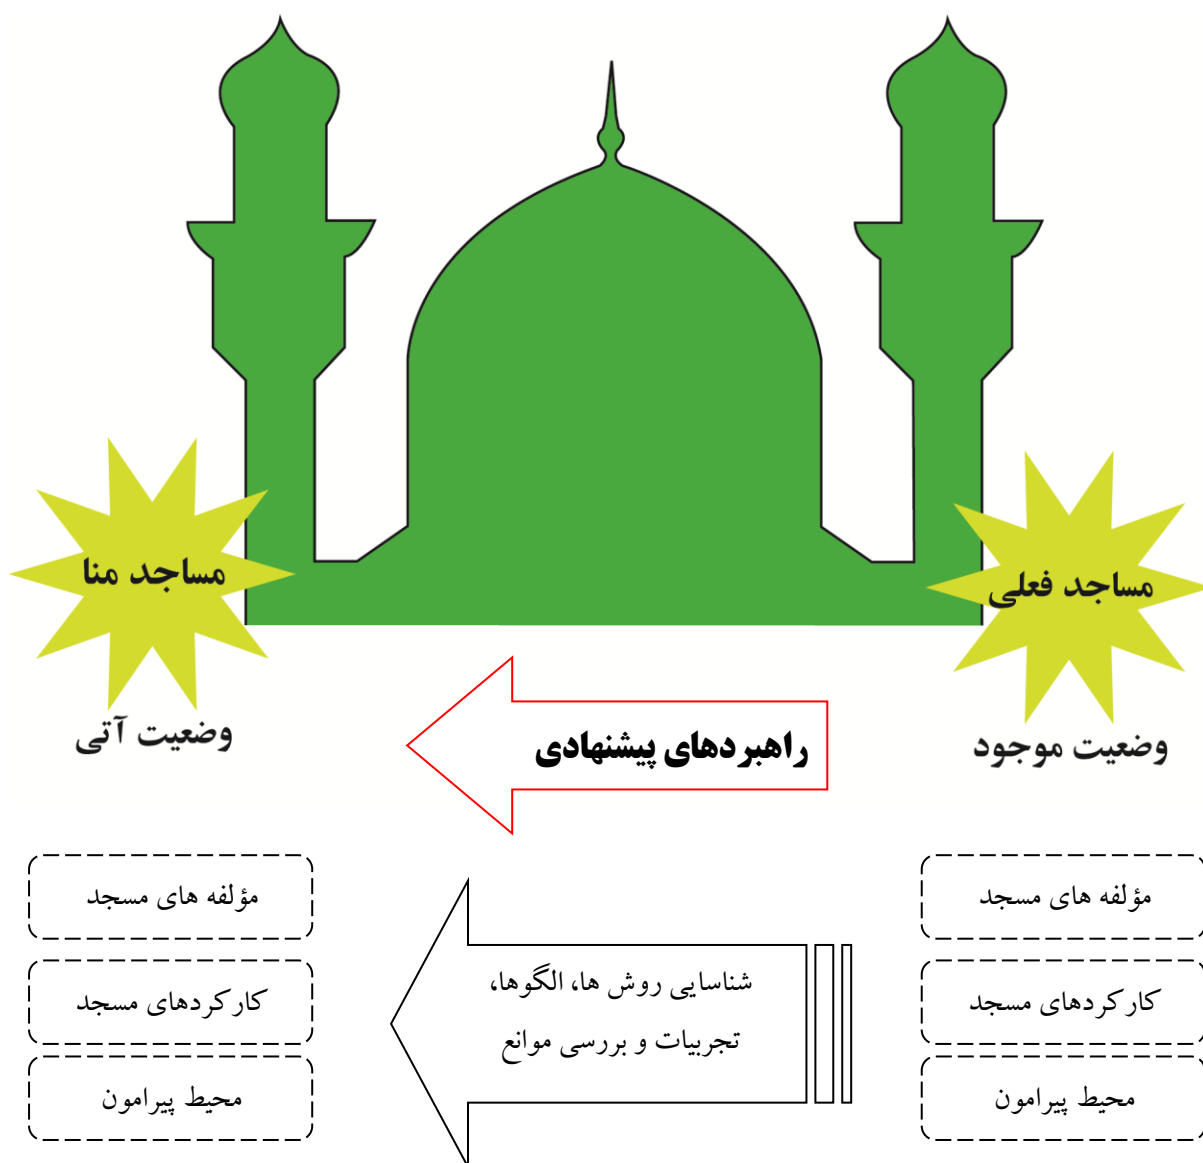 مساجد فعلی
مساجد منا
وضعیت موجود
وضعیت آتی
راهبردهای پیشنهادی
مؤلفه های مسجد
کارکردهای مسجد
محیط پیرامون
شناسایی روش ها، الگوها،
تجربیات و بررسی موانع
مؤلفه های مسجد
کارکردهای مسجد
محیط پیرامون